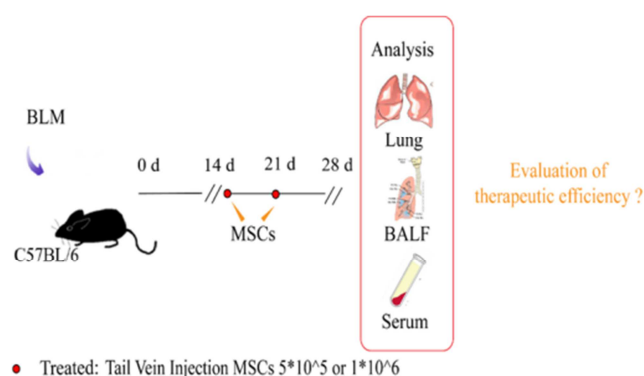 BLM
C57BL/6
0 d
14 d
21 d
28 d
MSCs
Analysis
Lung
BALF
Serum
Evaluation of
therapeutic efficiency ?
Treated: Tail Vein Injection MSCs 5*10^5 or 1*10^6